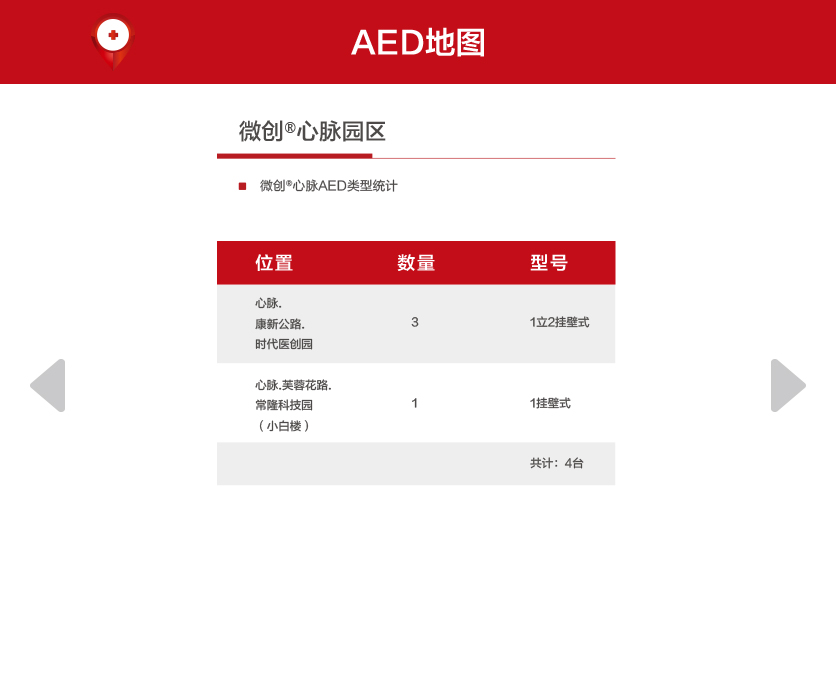 AED地图
微创®心脉园区
微创®心脉AED类型统计
位置 数量 型号
心脉.
康新公路.
时代医创园
3
1立2挂壁式
心脉.芙蓉花路.
常隆科技园
（小白楼）
1
1挂壁式
共计：4台